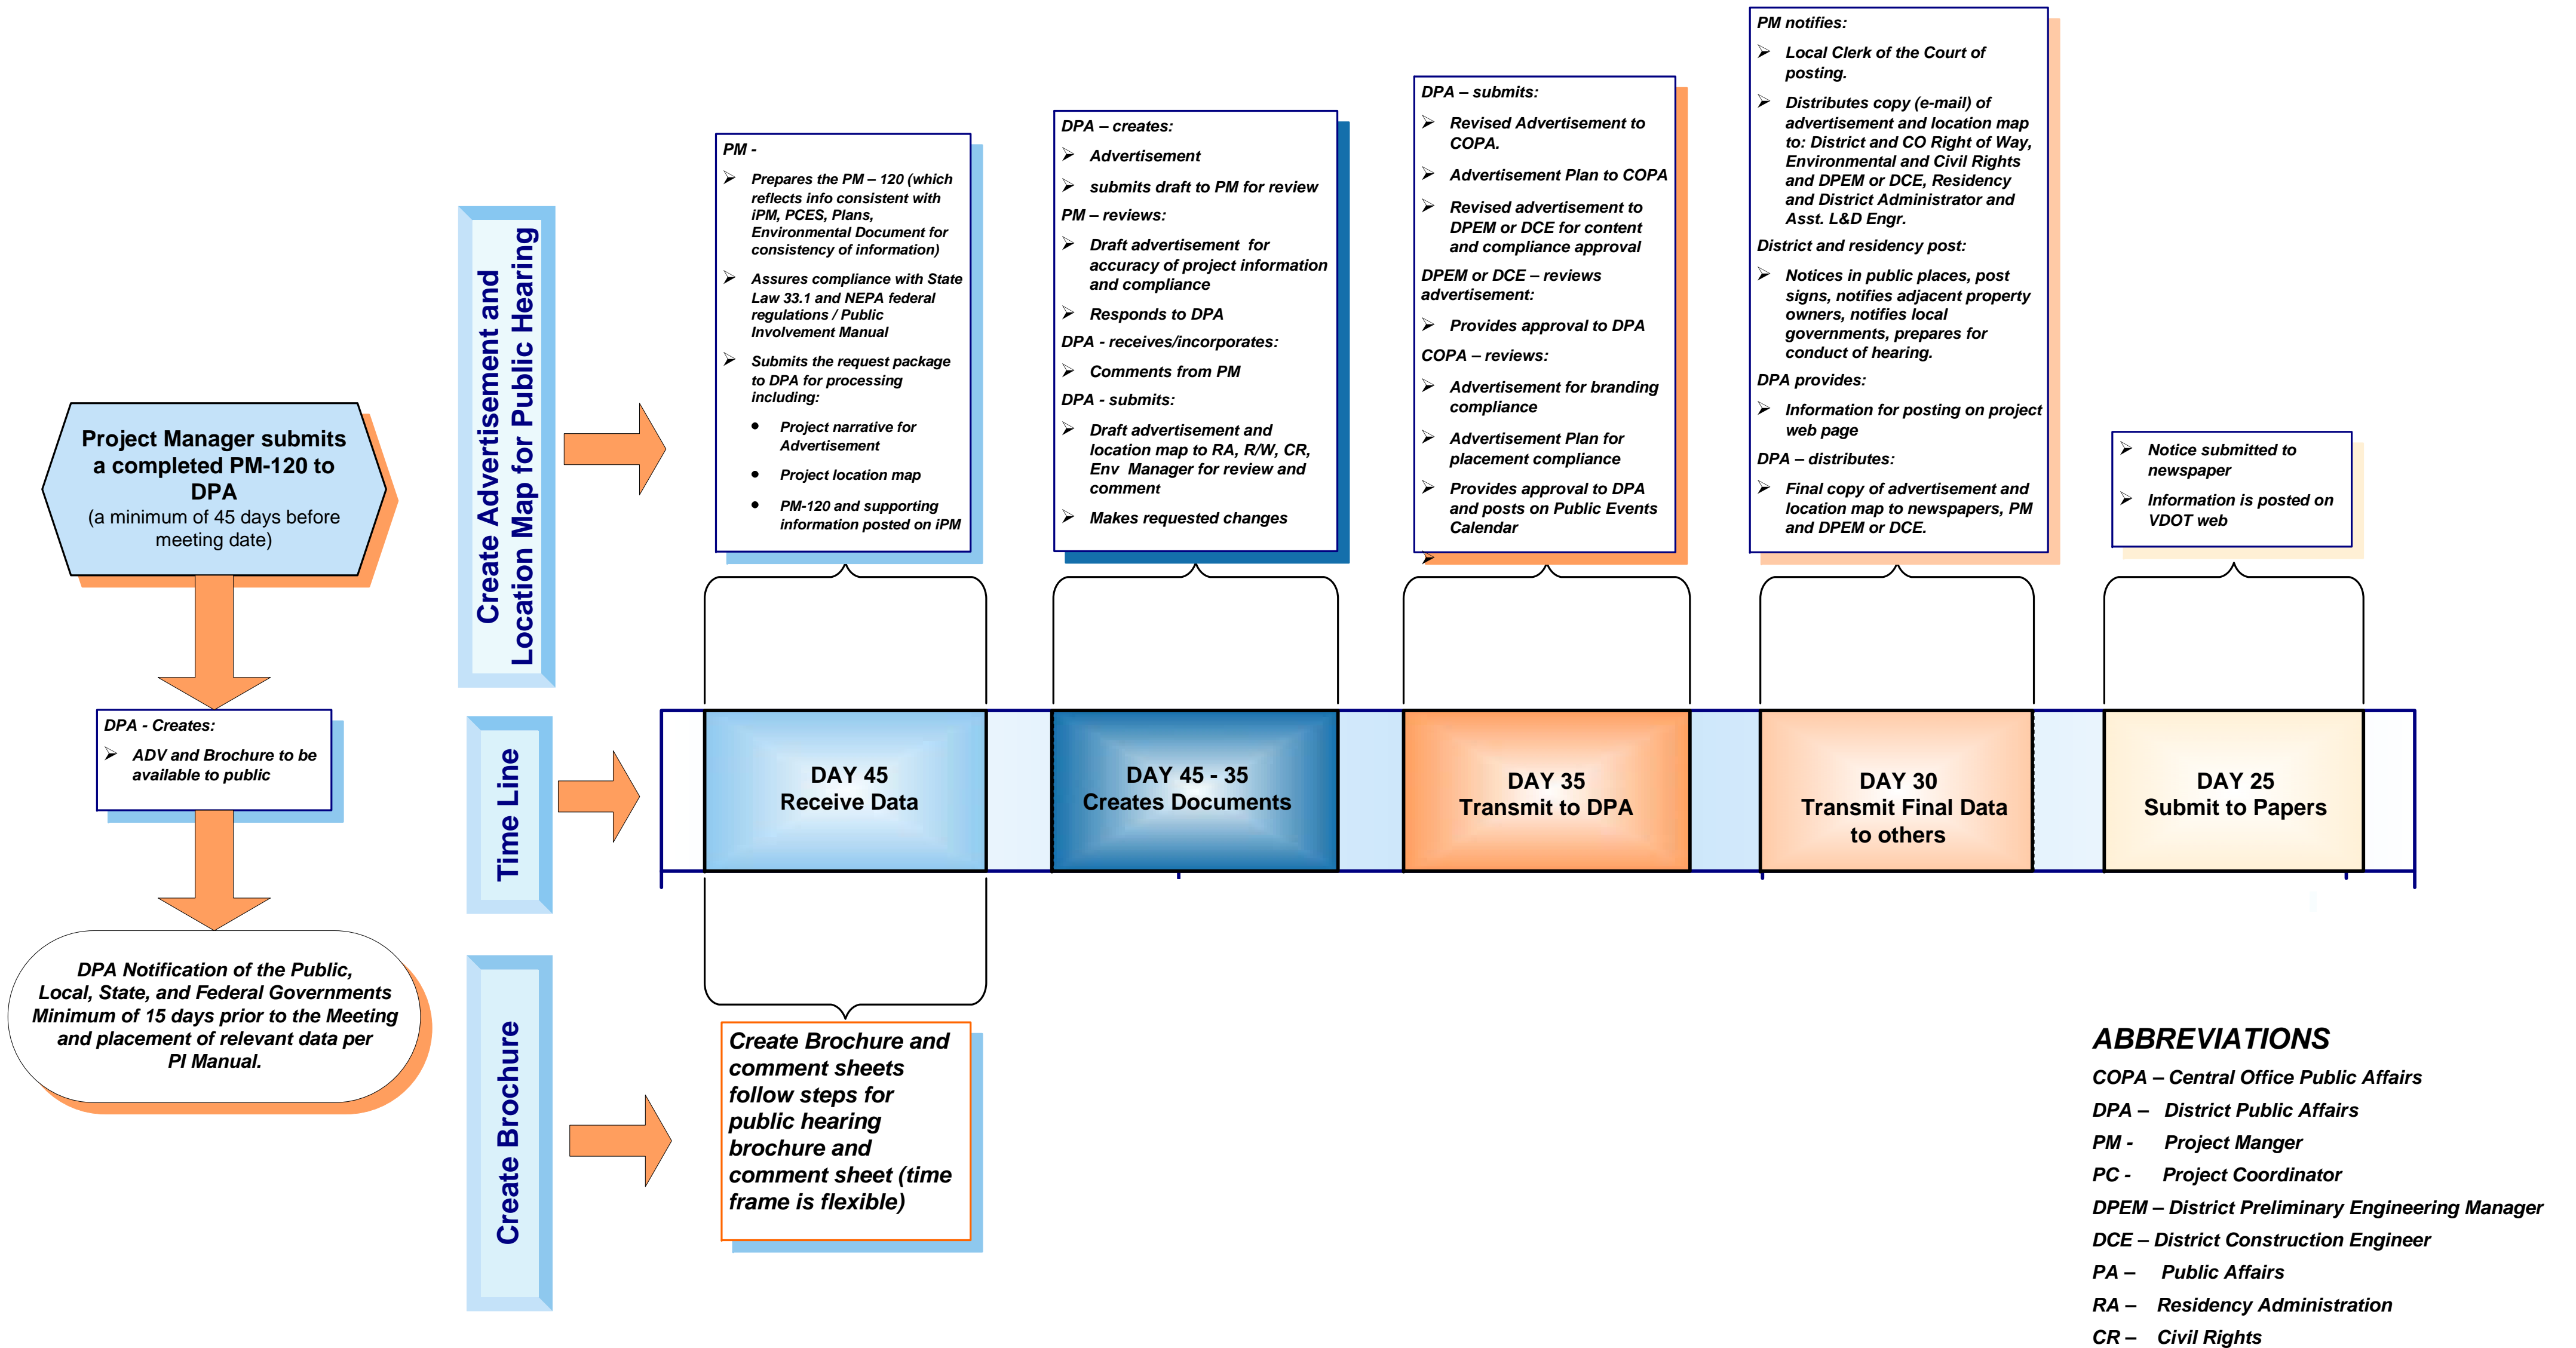 Project Manager submits
a completed PM-120 to
DPA
(a minimum of 45 days before
meeting date)
DPA - Creates:
➢ ADV and Brochure to be
available to public
DPA Notification of the Public,
Local, State, and Federal Governments
Minimum of 15 days prior to the Meeting
and placement of relevant data per
PI Manual.
Create Advertisement and
Location Map for Public Hearing
PM -
➢ Prepares the PM – 120 (which
reflects info consistent with
iPM, PCES, Plans,
Environmental Document for
consistency of information)
➢ Assures compliance with State
Law 33.1 and NEPA federal
regulations / Public
Involvement Manual
➢ Submits the request package
to DPA for processing
including:
• Project narrative for
Advertisement
• Project location map
• PM-120 and supporting
information posted on iPM
DPA – creates:
➢ Advertisement
➢ submits draft to PM for review
PM – reviews:
➢ Draft advertisement for
accuracy of project information
and compliance
➢ Responds to DPA
DPA - receives/incorporates:
➢ Comments from PM
DPA - submits:
➢ Draft advertisement and
location map to RA, R/W, CR,
Env Manager for review and
comment
➢ Makes requested changes
DPA – submits:
➢ Revised Advertisement to
COPA.
➢ Advertisement Plan to COPA
➢ Revised advertisement to
DPEM or DCE for content
and compliance approval
DPEM or DCE – reviews
advertisement:
➢ Provides approval to DPA
COPA – reviews:
➢ Advertisement for branding
compliance
➢ Advertisement Plan for
placement compliance
➢ Provides approval to DPA
and posts on Public Events
Calendar
➢
PM notifies:
➢ Local Clerk of the Court of
posting.
➢ Distributes copy (e-mail) of
advertisement and location map
to: District and CO Right of Way,
Environmental and Civil Rights
and DPEM or DCE, Residency
and District Administrator and
Asst. L&D Engr.
District and residency post:
➢ Notices in public places, post
signs, notifies adjacent property
owners, notifies local
governments, prepares for
conduct of hearing.
DPA provides:
➢ Information for posting on project
web page
DPA – distributes:
➢ Final copy of advertisement and
location map to newspapers, PM
and DPEM or DCE.
➢ Notice submitted to
newspaper
➢ Information is posted on
VDOT web
Time Line
DAY 45
Receive Data
DAY 45 - 35
Creates Documents
DAY 35
Transmit to DPA
DAY 30
Transmit Final Data
to others
DAY 25
Submit to Papers
Create Brochure
Create Brochure and
comment sheets
follow steps for
public hearing
brochure and
comment sheet (time
frame is flexible)
ABBREVIATIONS
COPA – Central Office Public Affairs
DPA – District Public Affairs
PM - Project Manger
PC - Project Coordinator
DPEM – District Preliminary Engineering Manager
DCE – District Construction Engineer
PA – Public Affairs
RA – Residency Administration
CR – Civil Rights